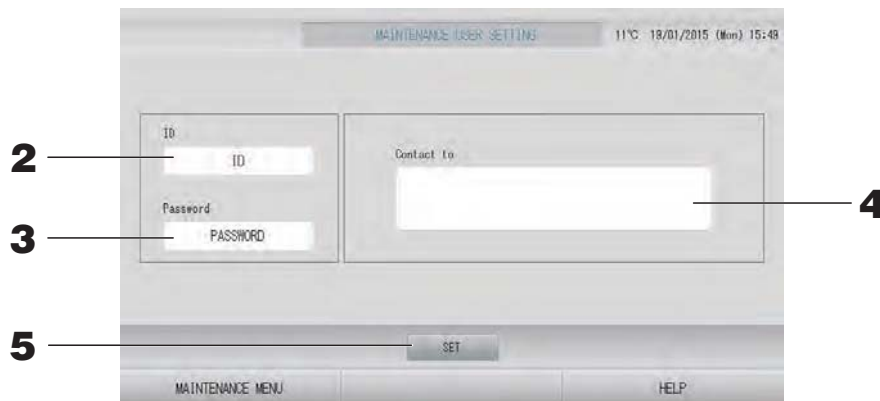 MAINTENANCE USER SETTING 11°C 19/01/2015 (Mon) 15:49
ID
2 ID Contact to
4
Password
3 PASSWORD
5 SET
MAINTENANCE MENU HELP